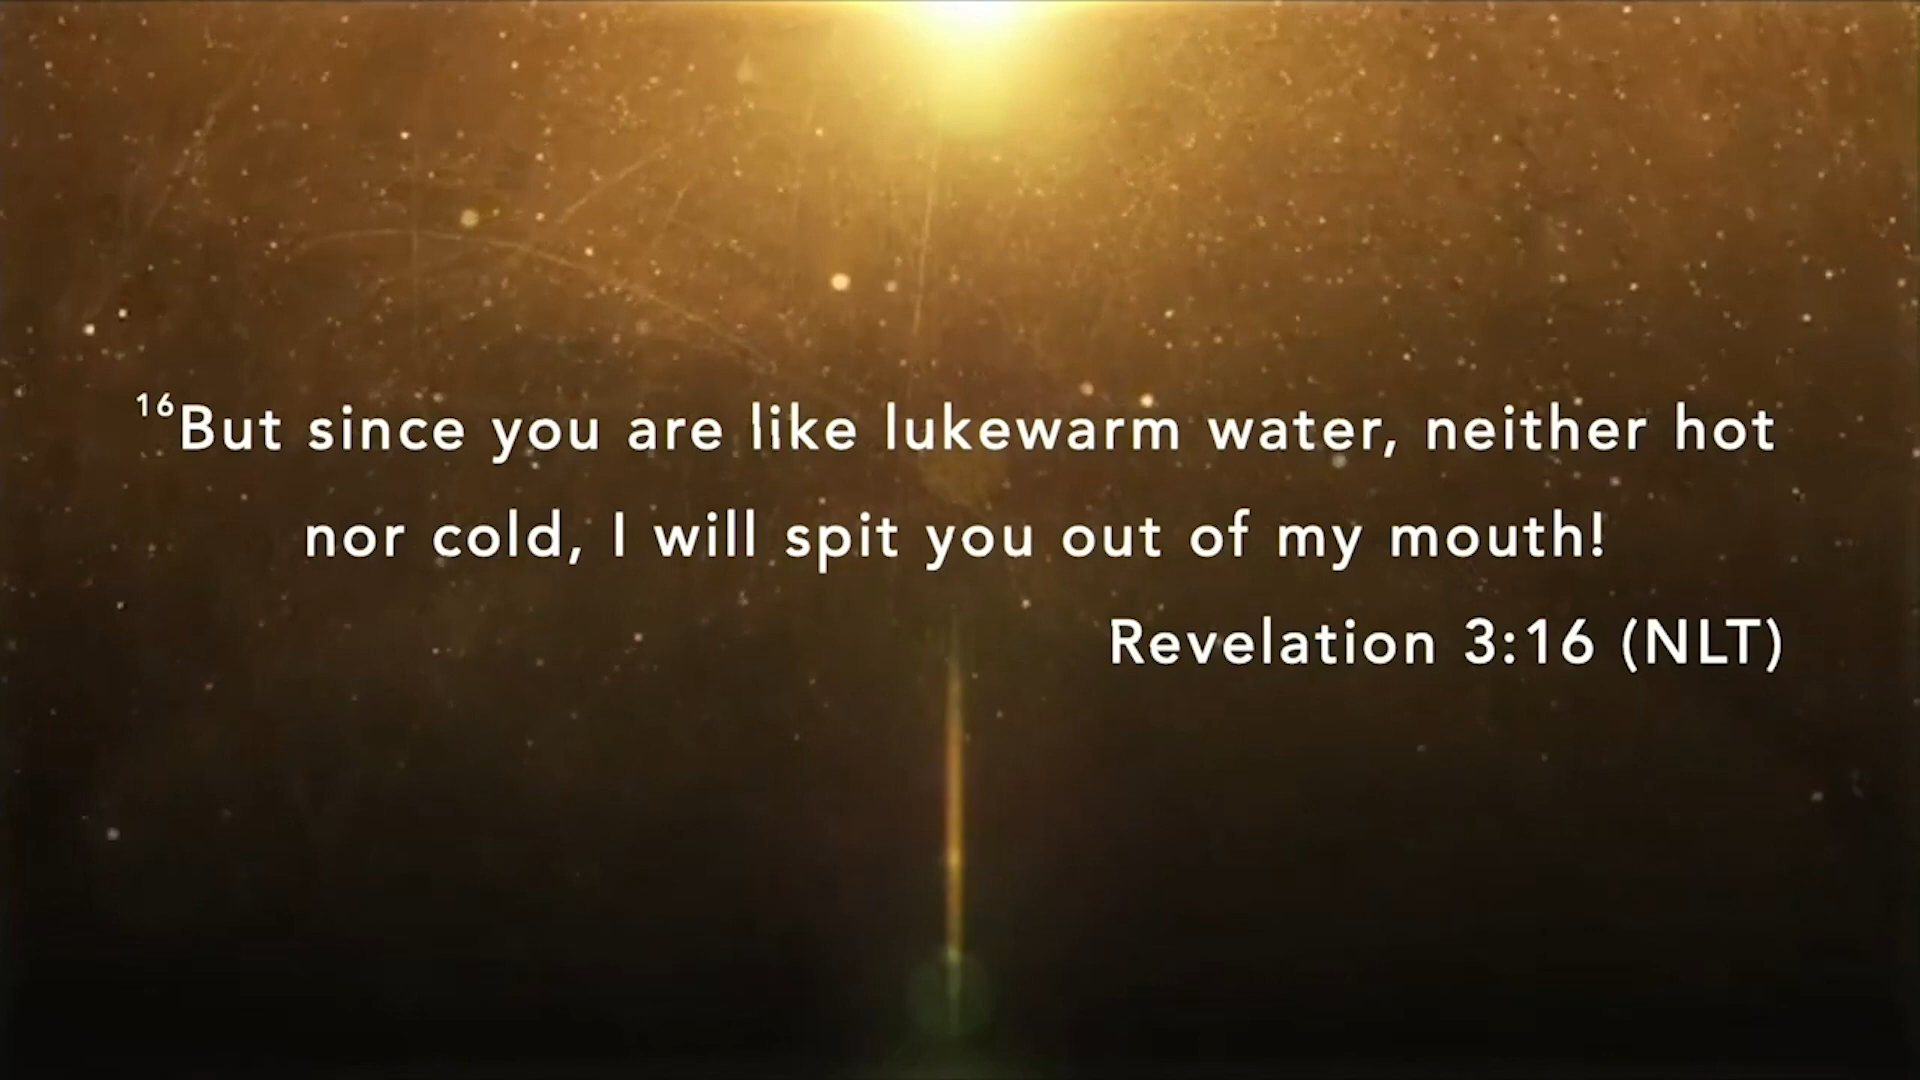 16But since you are like lukewarm water, neither hot
nor cold, I will spit you out of my mouth!
Revelation 3:16 (NLT)